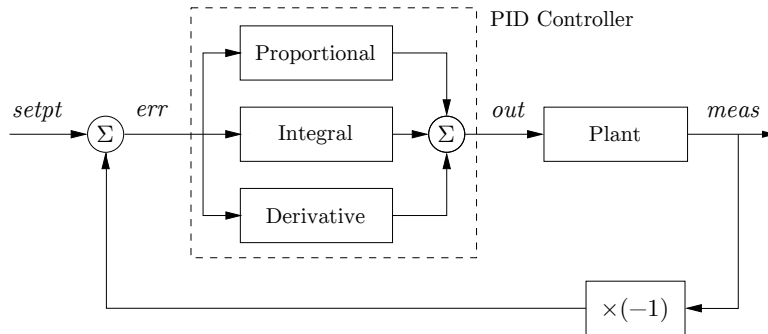 PID Controller
Proportional
setpt
Σ
err
Integral
Σ
out
Plant
meas
Derivative
×(−1)